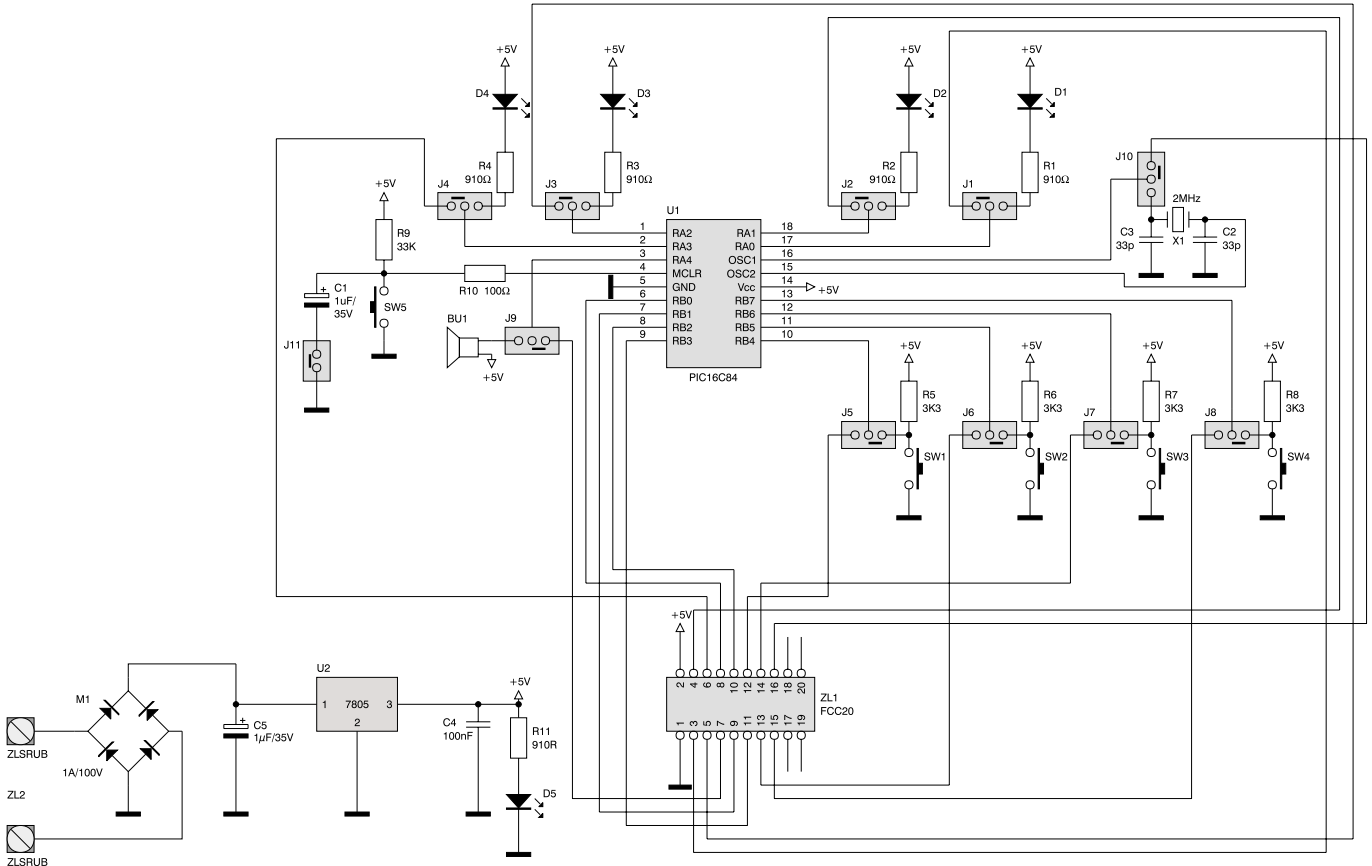 +5V
+5V
+5V
+5V
D4
D3
D2
D1
R4
910Ω
R3
910Ω
R2
910Ω
R1
910Ω
J10
+5V
J4
J3
J2
J1
2MHz
R9
33K
U1
C3
33p
X1
C2
33p
1
2
3
4
5
6
7
8
9
RA2
RA3
RA4
MCLR
GND
RB0
RB1
RB2
RB3
RA1
RA0
OSC1
OSC2
Vcc
RB7
RB6
RB5
RB4
18
17
16
15
14
13
12
11
10
+5V
PIC16C84
R10 100Ω
+
C1
1uF/
35V
SW5
J11
BU1
J9
+5V
+5V
+5V
+5V
+5V
R5
3K3
R6
3K3
R7
3K3
R8
3K3
J5
J6
J7
J8
SW1
SW2
SW3
SW4
+5V
2
4
6
8
10
12
14
16
18
20
1
3
5
7
9
11
13
15
17
19
ZL1
FCC20
U2
1
7805
3
2
+5V
M1
+
C5
1µF/35V
C4
100nF
R11
910R
D5
ZLSRUB
1A/100V
ZL2
ZLSRUB